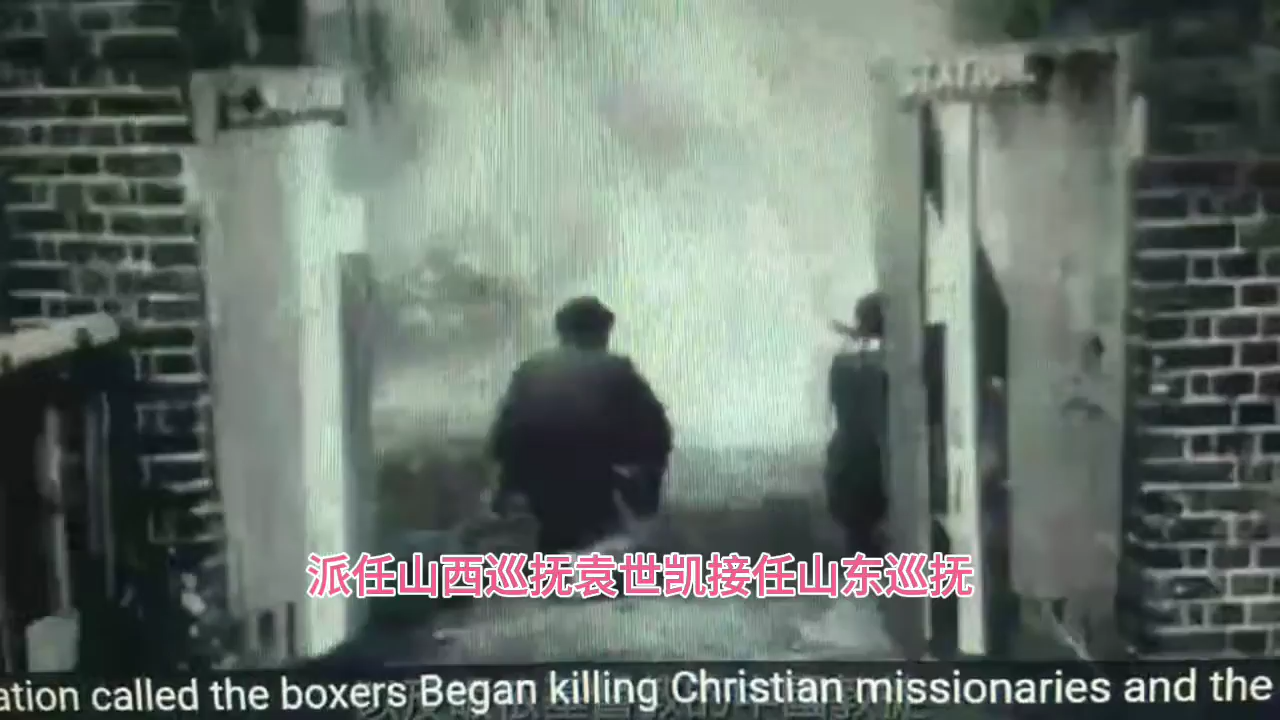 STATION
派任山西巡抚袁世凯接任山东巡抚
ation called the boxers Began killing Christian missionaries and the